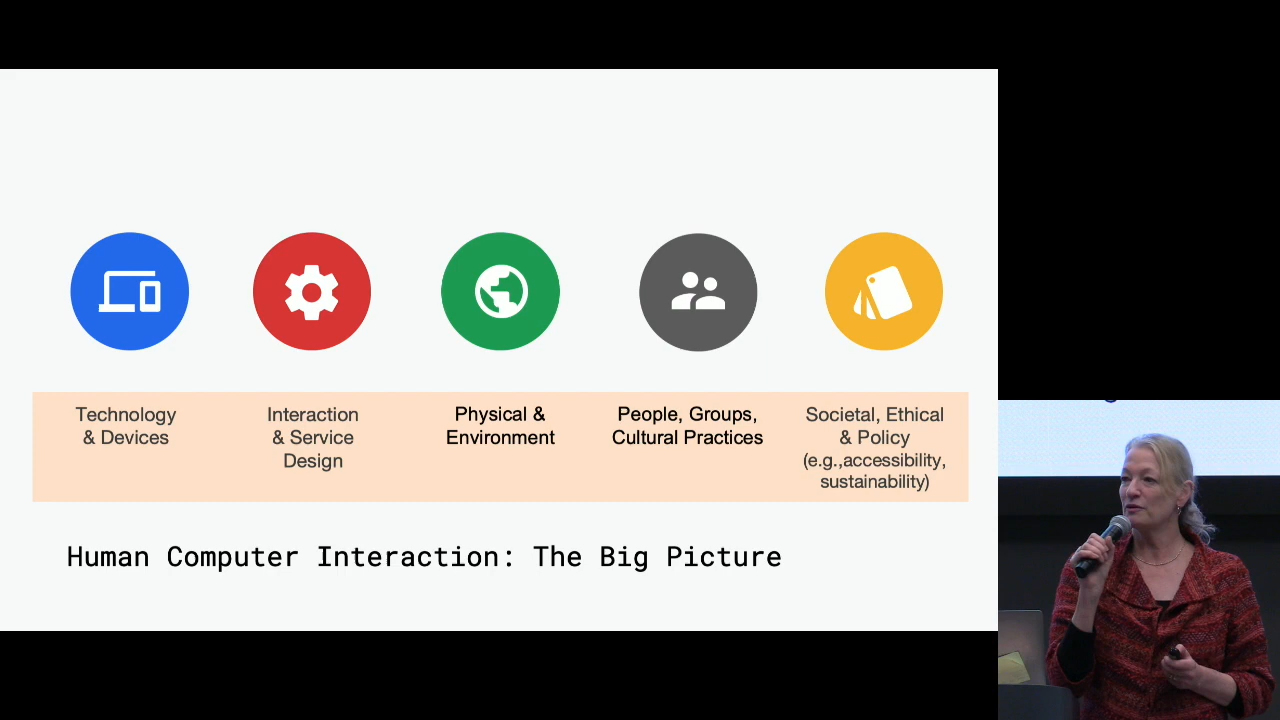 Technology
& Devices
Interaction
& Service
Design
Physical &
Environment
People, Groups,
Cultural Practices
Societal, Ethical
& Policy
(e.g.,accessibility,
sustainability)
Human Computer Interaction: The Big Picture